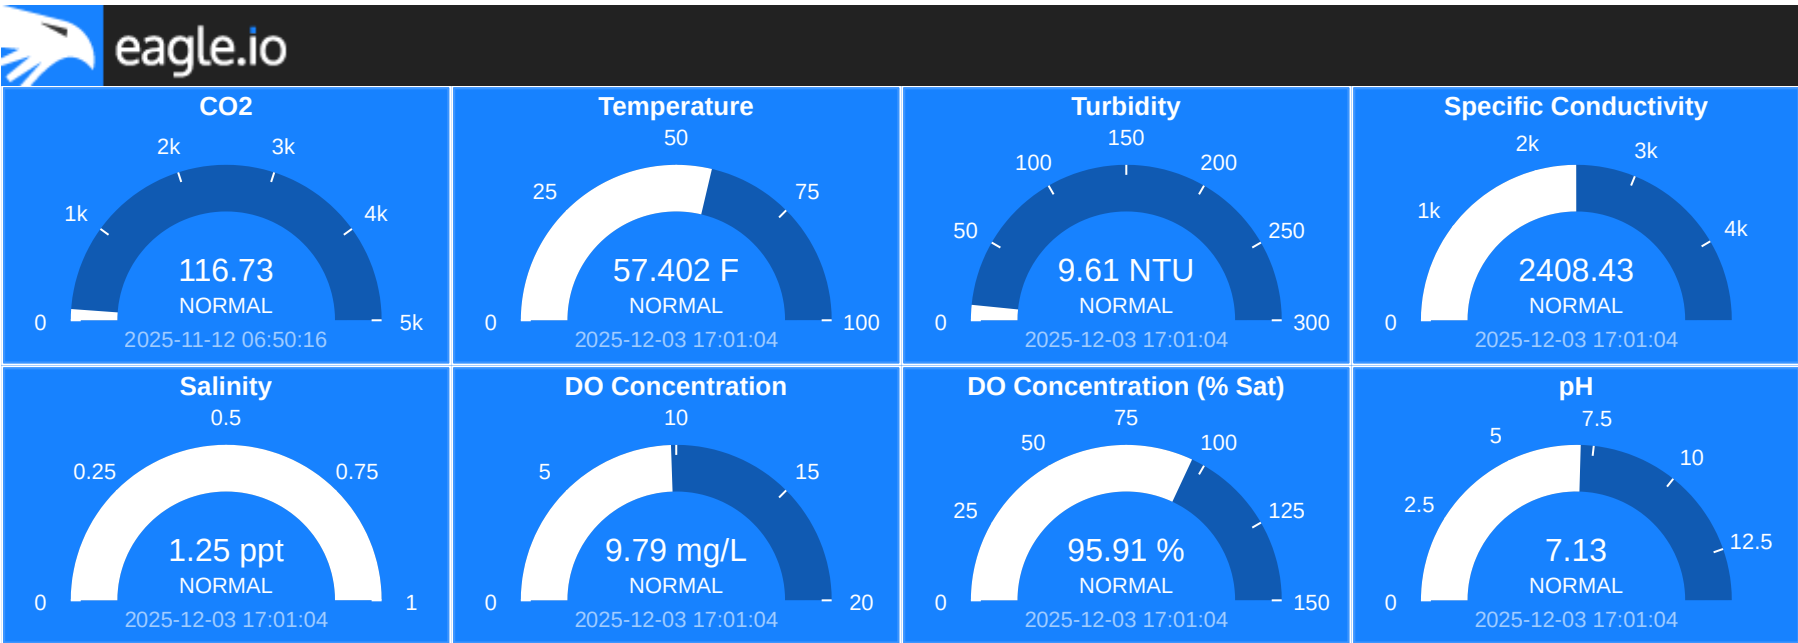 eagle.io
CO2
0
1k
2k
3k
4k
5k
116.73
NORMAL
2025-11-12 06:50:16
Temperature
0
25
50
75
100
57.402 F
NORMAL
2025-12-03 17:01:04
Turbidity
0
50
100
150
200
250
300
9.61 NTU
NORMAL
2025-12-03 17:01:04
Specific Conductivity
0
1k
2k
3k
4k
2408.43
NORMAL
2025-12-03 17:01:04
Salinity
0
0.25
0.5
0.75
1
1.25 ppt
NORMAL
2025-12-03 17:01:04
DO Concentration
0
5
10
15
20
9.79 mg/L
NORMAL
2025-12-03 17:01:04
DO Concentration (% Sat)
0
25
50
75
100
125
150
95.91 %
NORMAL
2025-12-03 17:01:04
pH
0
2.5
5
7.5
10
12.5
7.13
NORMAL
2025-12-03 17:01:04